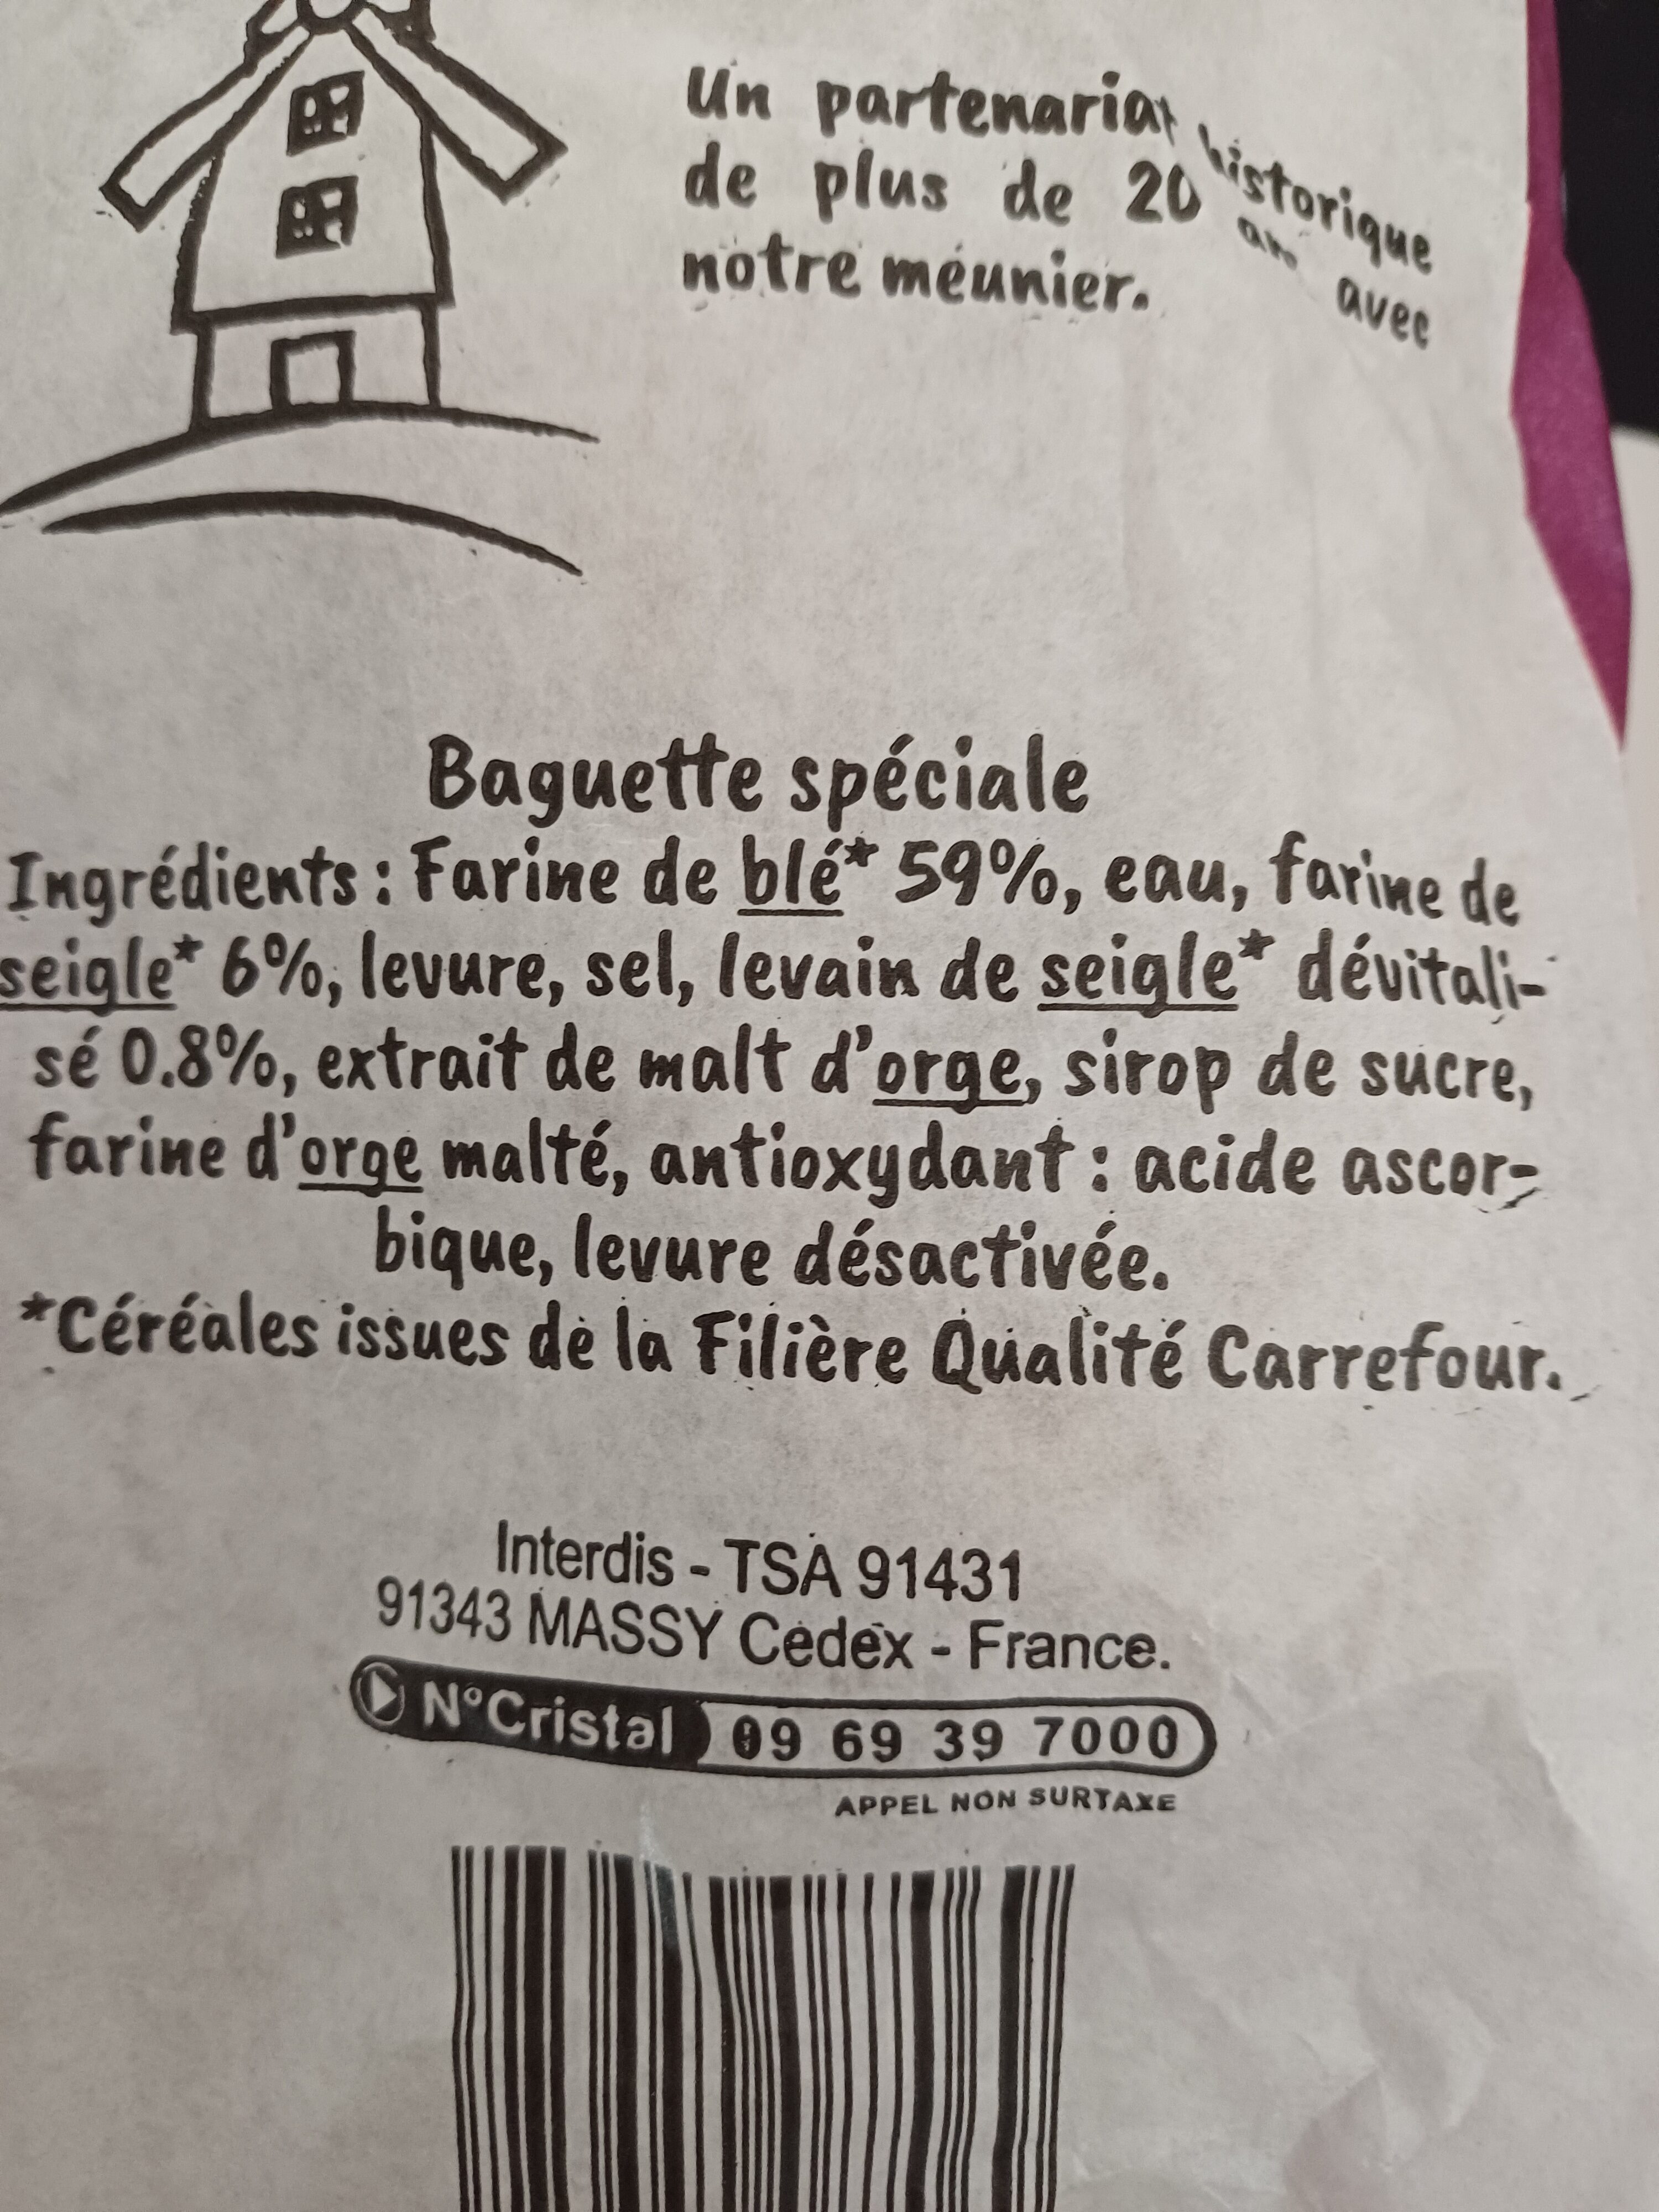 Un partenariat historique
de plus de 20 ans avec
notre meunier.
Baguette spéciale
Ingrédients : Farine de blé* 59%, eau, farine de
seigle* 6%, levure, sel, levain de seigle* dévitali-
sé 0.8%, extrait de malt d'orge, sirop de sucre,
farine d'orge malté, antioxydant : acide ascor-
bique, levure désactivée.
*Céréales issues de la Filière Qualité Carrefour.
Interdis - TSA 91431
91343 MASSY Cedex - France.
N°Cristal 09 69 39 7000
APPEL NON SURTAXE